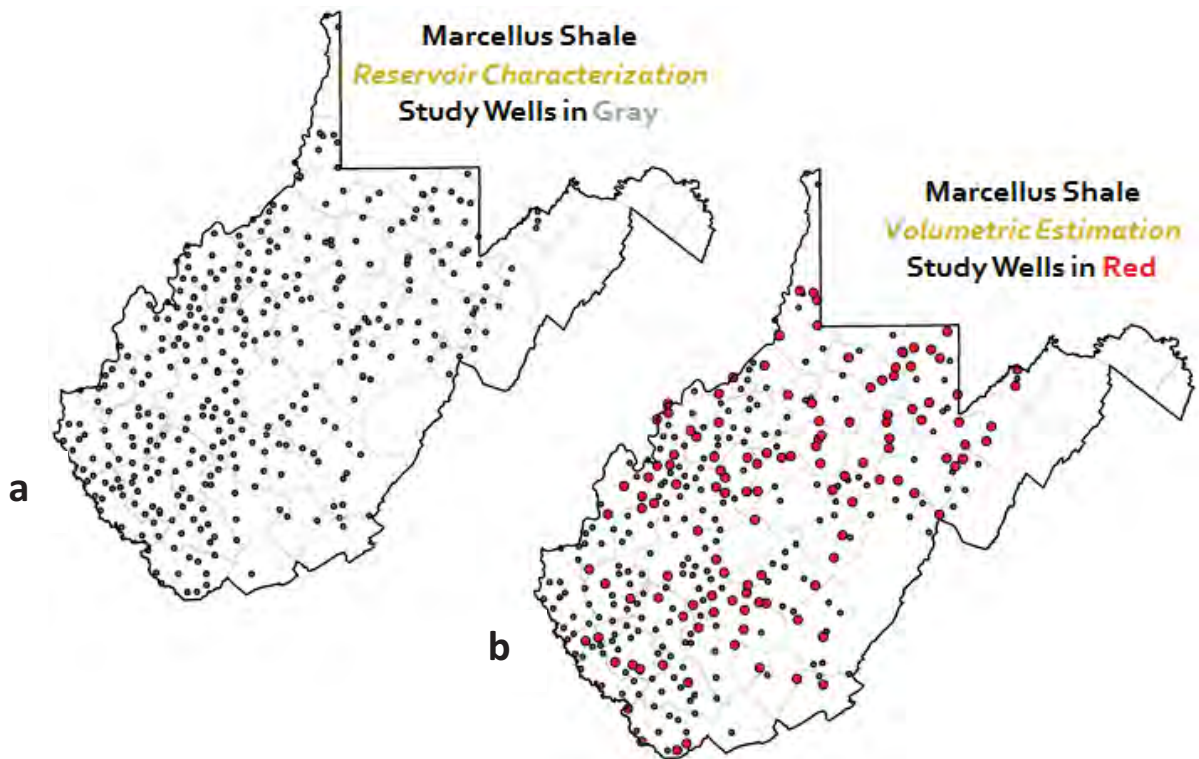 Marcellus Shale
Reservoir Characterization
Study Wells in Gray
Marcellus Shale
Volumetric Estimation
Study Wells in Red
a
b